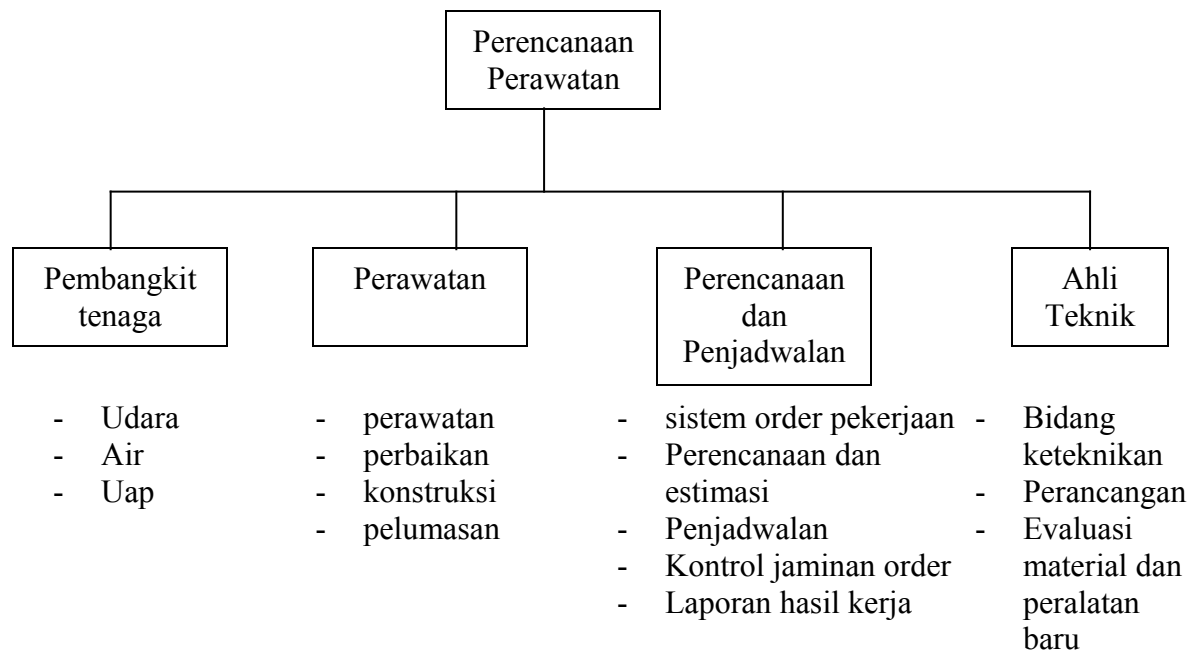 Perencanaan
Perawatan
Pembangkit
tenaga
Perawatan
Perencanaan
dan
Penjadwalan
Ahli
Teknik
- Udara
- Air
- Uap
- perawatan
- perbaikan
- konstruksi
- pelumasan
- sistem order pekerjaan
- Perencanaan dan
estimasi
- Penjadwalan
- Kontrol jaminan order
- Laporan hasil kerja
- Bidang
keteknikan
- Perancangan
- Evaluasi
material dan
peralatan
baru